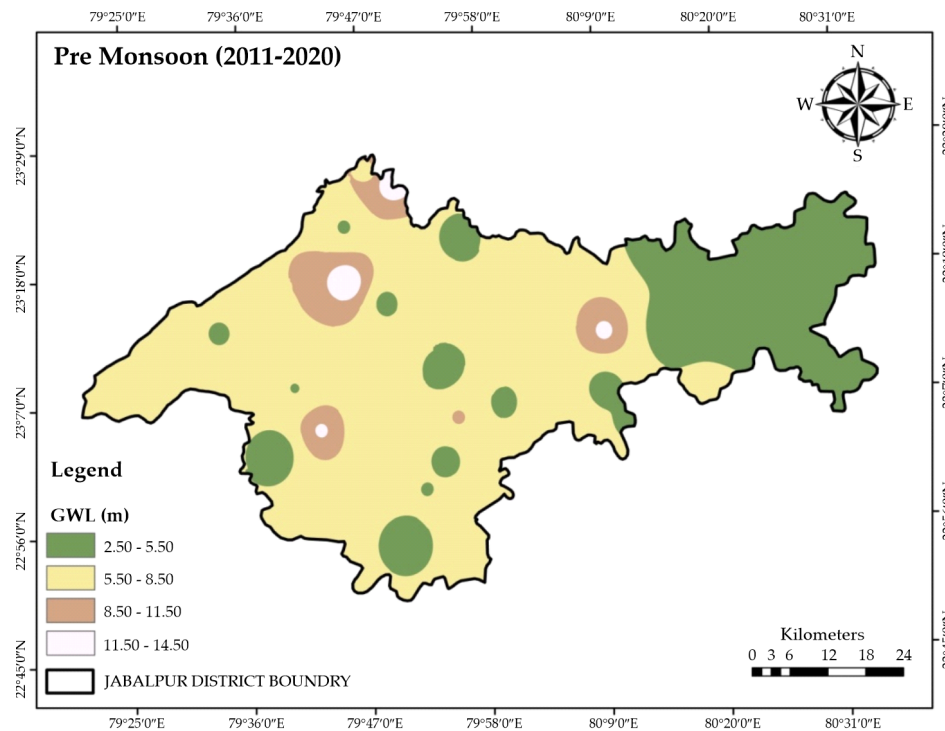 79°25'0"E 79°36'0"E 79°47'0"E 79°58'0"E 80°9'0"E 80°20'0"E 80°31'0"E
Pre Monsoon (2011-2020)
N
W E
S
23°29'0"N
23°18'0"N
23°7'0"N
22°56'0"N
22°45'0"N
Legend
GWL (m)
2.50 - 5.50
5.50 - 8.50
8.50 - 11.50
11.50 - 14.50
JABALPUR DISTRICT BOUNDRY
Kilometers
0 3 6 12 18 24
79°25'0"E 79°36'0"E 79°47'0"E 79°58'0"E 80°9'0"E 80°20'0"E 80°31'0"E